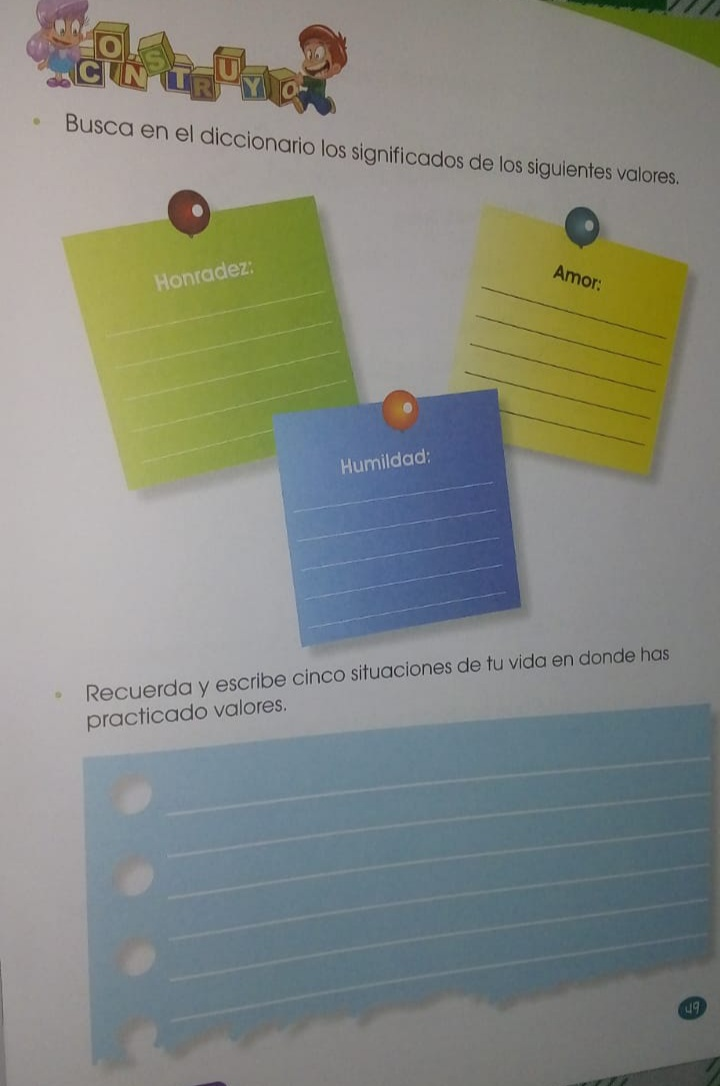 CONSTRUYO
Busca en el diccionario los significados de los siguientes valores.
Honradez:
Amor:
Humildad:
Recuerda y escribe cinco situaciones de tu vida en donde has
practicado valores.
49